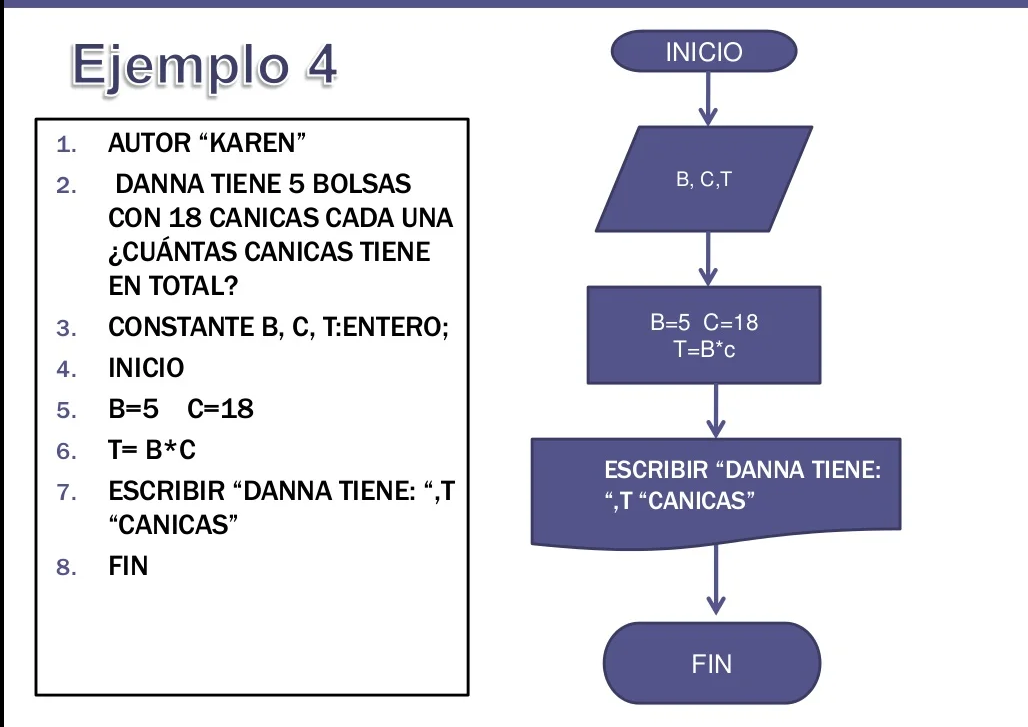 Ejemplo 4
1. AUTOR “KAREN”
2. DANNA TIENE 5 BOLSAS
CON 18 CANICAS CADA UNA
¿CUÁNTAS CANICAS TIENE
EN TOTAL?
3. CONSTANTE B, C, T:ENTERO;
4. INICIO
5. B=5 C=18
6. T= B*C
7. ESCRIBIR “DANNA TIENE: “,T
“CANICAS”
8. FIN
INICIO
B, C,T
B=5 C=18
T=B*c
ESCRIBIR “DANNA TIENE:
“,T “CANICAS”
FIN